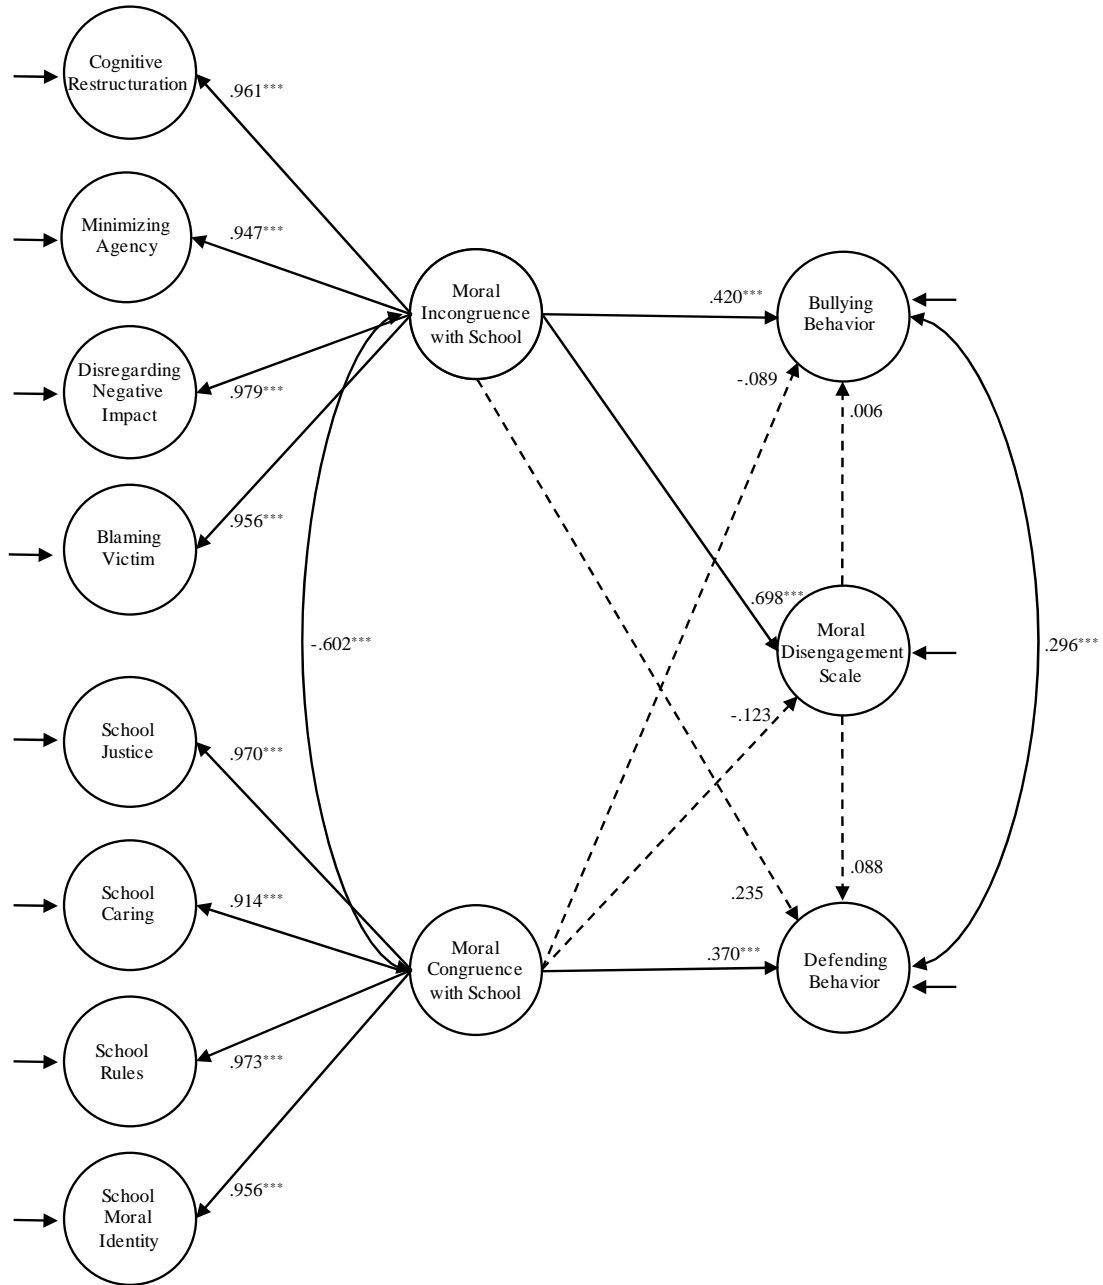 Cognitive
Restructuration
.961***
Minimizing
Agency
.947***
Disregarding
Negative
Impact
.979***
Blaming
Victim
.956***
School
Justice
.970***
School
Caring
.914***
School
Rules
.973***
School
Moral
Identity
.956***
-.602***
Moral
Incongruence
with School
Moral
Congruence
with School
.420***
-.089
.006
.698***
-.123
.235
.088
.370***
Bullying
Behavior
Moral
Disengagement
Scale
Defending
Behavior
.296***